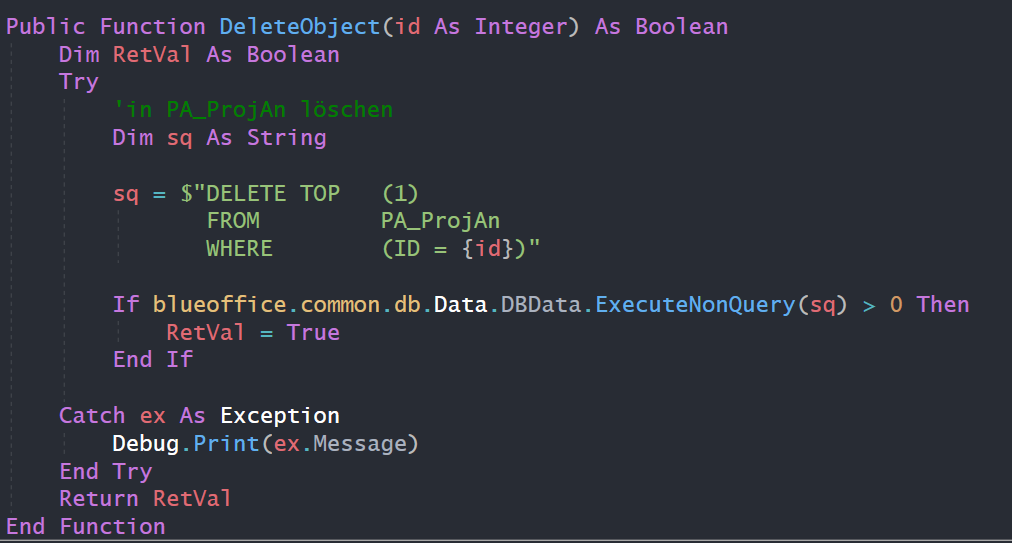 Public Function DeleteObject(id As Integer) As Boolean
    Dim RetVal As Boolean
    Try
        'in PA_ProjAn löschen
        Dim sq As String

        sq = $"DELETE TOP   (1)
               FROM         PA_ProjAn
               WHERE        (ID = {id})"

        If blueoffice.common.db.Data.DBData.ExecuteNonQuery(sq) > 0 Then
            RetVal = True
        End If

    Catch ex As Exception
        Debug.Print(ex.Message)
    End Try
    Return RetVal
End Function